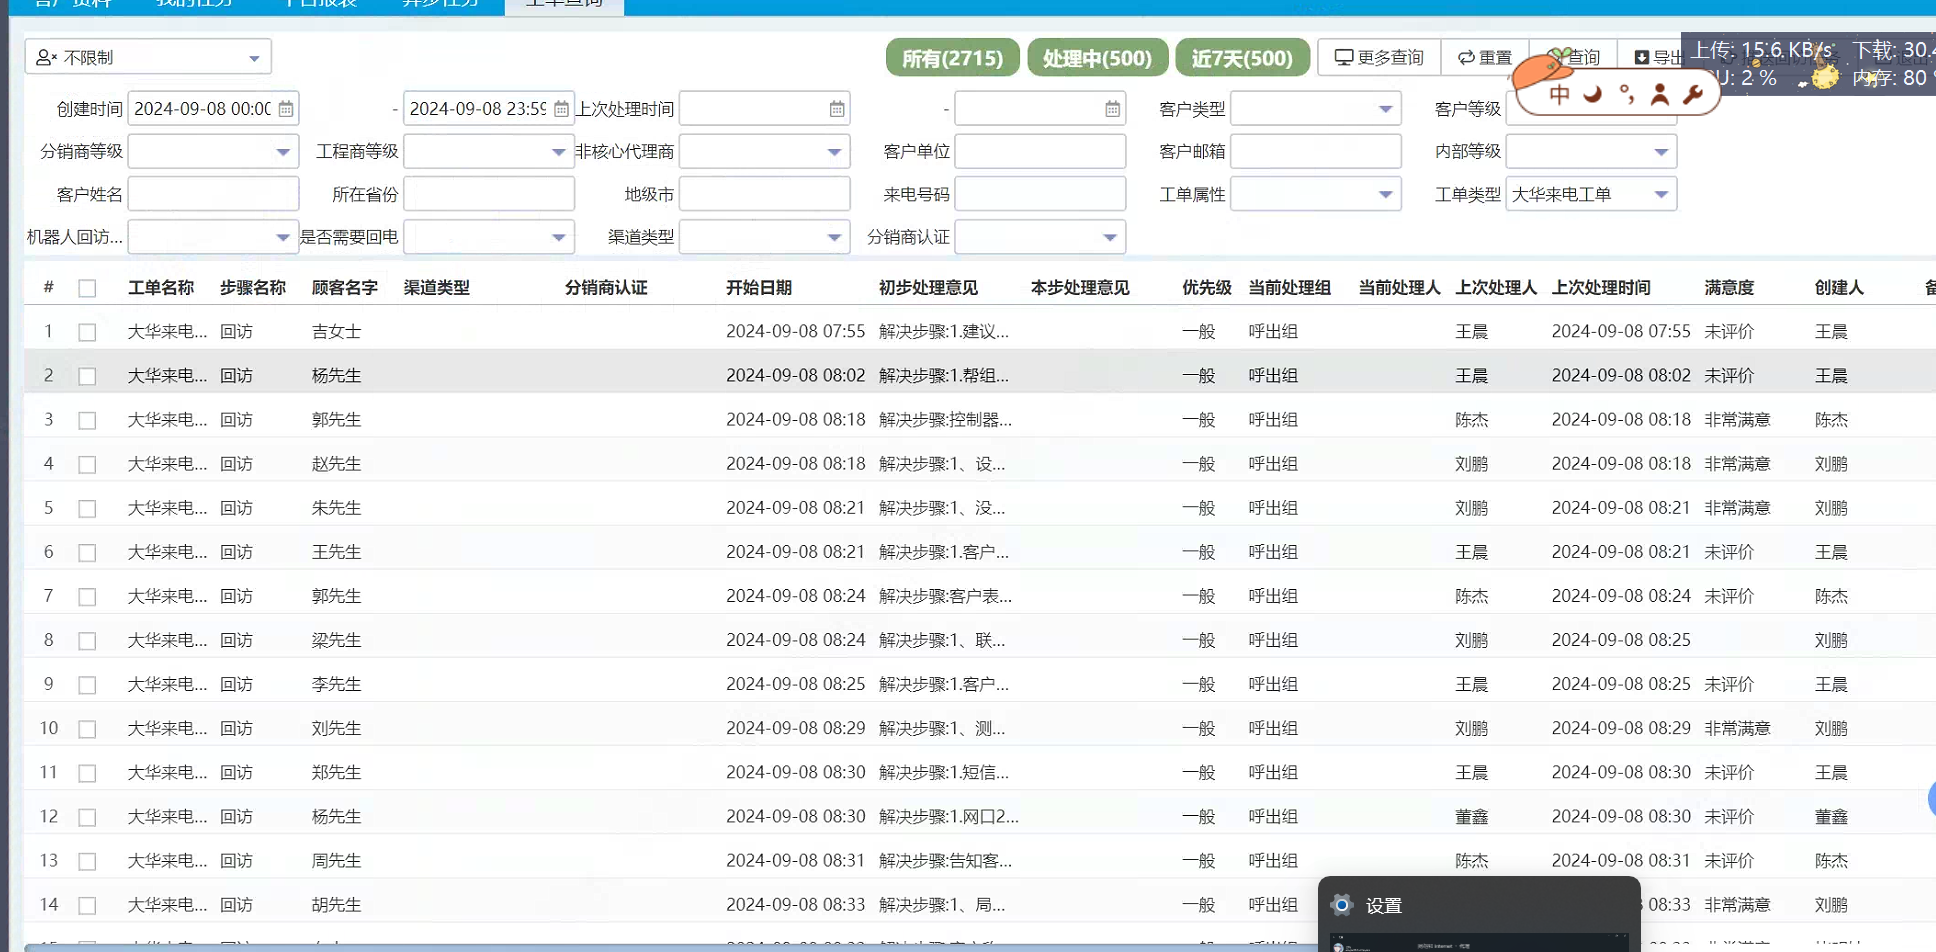 客户资料 我的任务 异步任务 工单查询
不限制 所有(2715) 处理中(500) 近7天(500) 更多查询 重置 查询 导出
上传: 15.6 KB/s 下载: 30.4
CPU: 2 % 内存: 80 %
中
创建时间 2024-09-08 00:00 - 2024-09-08 23:59 上次处理时间 - 客户类型 客户等级
分销商等级 工程商等级 非核心代理商 客户单位 客户邮箱 内部等级
客户姓名 所在省份 地级市 来电号码 工单属性 工单类型 大华来电工单
机器人回访... 是否需要回电 渠道类型 分销商认证
# 工单名称 步骤名称 顾客名字 渠道类型 分销商认证 开始日期 初步处理意见 本步处理意见 优先级 当前处理组 当前处理人 上次处理人 上次处理时间 满意度 创建人
1 大华来电... 回访 吉女士 2024-09-08 07:55 解决步骤:1.建议... 一般 呼出组 王晨 2024-09-08 07:55 未评价 王晨
2 大华来电... 回访 杨先生 2024-09-08 08:02 解决步骤:1.帮组... 一般 呼出组 王晨 2024-09-08 08:02 未评价 王晨
3 大华来电... 回访 郭先生 2024-09-08 08:18 解决步骤:控制器... 一般 呼出组 陈杰 2024-09-08 08:18 非常满意 陈杰
4 大华来电... 回访 赵先生 2024-09-08 08:18 解决步骤:1、设... 一般 呼出组 刘鹏 2024-09-08 08:18 非常满意 刘鹏
5 大华来电... 回访 朱先生 2024-09-08 08:21 解决步骤:1、没... 一般 呼出组 刘鹏 2024-09-08 08:21 非常满意 刘鹏
6 大华来电... 回访 王先生 2024-09-08 08:21 解决步骤:1.客户... 一般 呼出组 王晨 2024-09-08 08:21 未评价 王晨
7 大华来电... 回访 郭先生 2024-09-08 08:24 解决步骤:客户表... 一般 呼出组 陈杰 2024-09-08 08:24 未评价 陈杰
8 大华来电... 回访 梁先生 2024-09-08 08:24 解决步骤:1、联... 一般 呼出组 刘鹏 2024-09-08 08:25 刘鹏
9 大华来电... 回访 李先生 2024-09-08 08:25 解决步骤:1.客户... 一般 呼出组 王晨 2024-09-08 08:25 未评价 王晨
10 大华来电... 回访 刘先生 2024-09-08 08:29 解决步骤:1、测... 一般 呼出组 刘鹏 2024-09-08 08:29 非常满意 刘鹏
11 大华来电... 回访 郑先生 2024-09-08 08:30 解决步骤:1.短信... 一般 呼出组 王晨 2024-09-08 08:30 未评价 王晨
12 大华来电... 回访 杨先生 2024-09-08 08:30 解决步骤:1.网口2... 一般 呼出组 董鑫 2024-09-08 08:30 未评价 董鑫
13 大华来电... 回访 周先生 2024-09-08 08:31 解决步骤:告知客... 一般 呼出组 陈杰 2024-09-08 08:31 未评价 陈杰
14 大华来电... 回访 胡先生 2024-09-08 08:33 解决步骤:1、局... 一般 呼出组 8:33 非常满意 刘鹏
设置